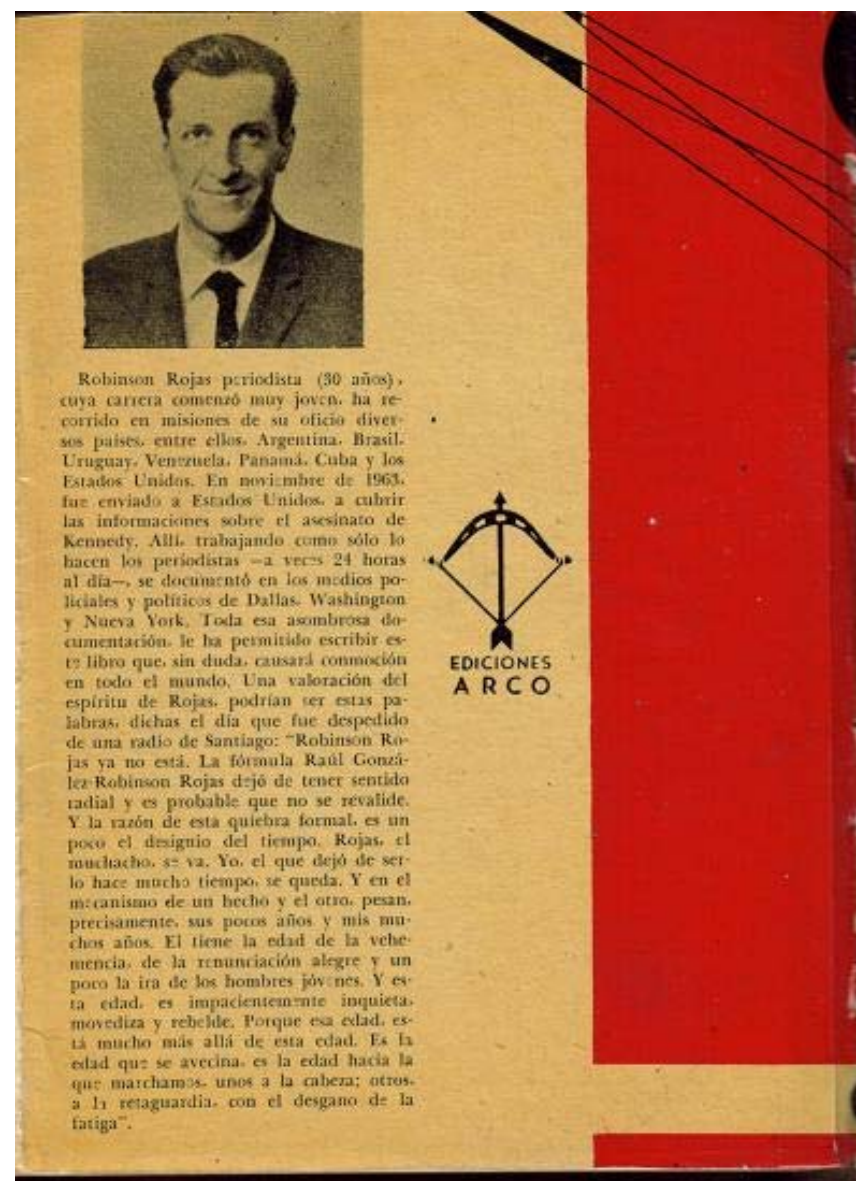 Robinson Rojas periodista (30 años),
cuya carrera comenzó muy joven, ha re-
corrido en misiones de su oficio diver-
sos países, entre ellos, Argentina, Brasil,
Uruguay, Venezuela, Panamá, Cuba y los
Estados Unidos. En noviembre de 1963,
fue enviado a Estados Unidos, a cubrir
las informaciones sobre el asesinato de
Kennedy. Allí, trabajando como sólo lo
hacen los periodistas —a veces 24 horas
al día—, se documentó en los medios po-
liciales y políticos de Dallas, Washington
y Nueva York. Toda esa asombrosa do-
cumentación, le ha permitido escribir es-
te libro que, sin duda, causará conmoción
en todo el mundo. Una valoración del
espíritu de Rojas, podrían ser estas pa-
labras, dichas el día que fue despedido
de una radio de Santiago: "Robinson Ro-
jas ya no está. La fórmula Raúl Gonzá-
lez-Robinson Rojas dejó de tener sentido
radial y es probable que no se revalide.
Y la razón de esta quiebra formal, es un
poco el designio del tiempo. Rojas, el
muchacho, se va. Yo, el que dejó de ser-
lo hace mucho tiempo, se queda. Y en el
mecanismo de un hecho y el otro, pesan,
precisamente, sus pocos años y mis mu-
chos años. El tiene la edad de la vehe-
mencia, de la renunciación alegre y un
poco la ira de los hombres jóvenes. Y es-
ta edad, es impacientemente inquieta,
movediza y rebelde. Porque esa edad, es-
tá mucho más allá de esta edad. Es la
edad que se avecina, es la edad hacia la
que marchamos, unos a la cabeza; otros,
a la retaguardia, con el desgano de la
fatiga".
EDICIONES
ARCO